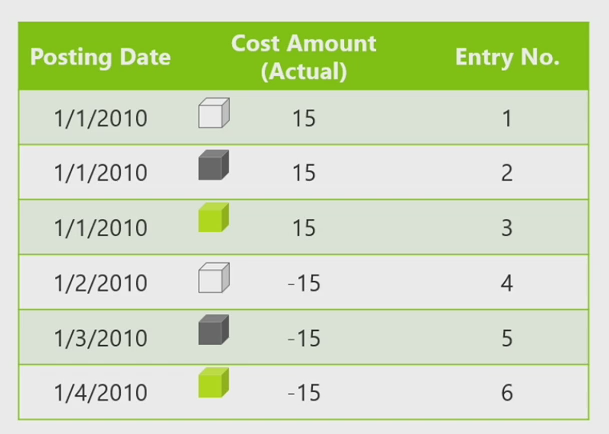 Posting Date Cost Amount (Actual) Entry No.
1/1/2010 15 1
1/1/2010 15 2
1/1/2010 15 3
1/2/2010 -15 4
1/3/2010 -15 5
1/4/2010 -15 6